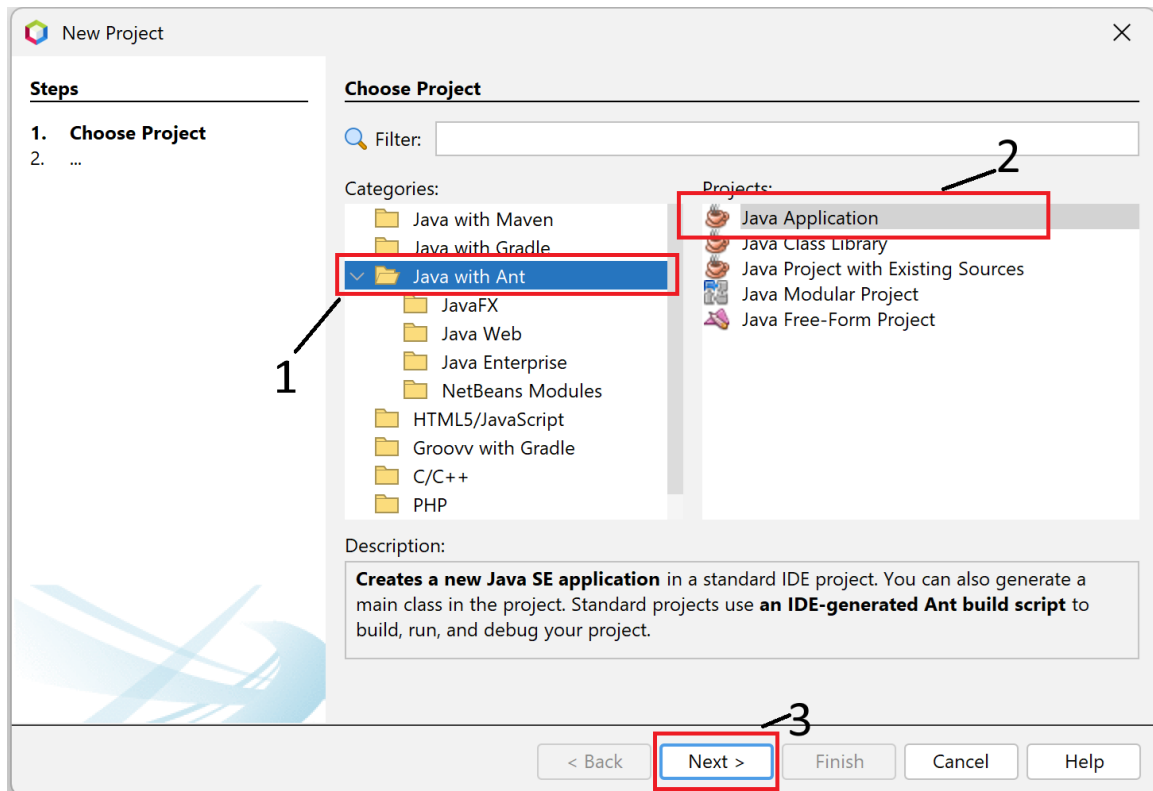 New Project
Steps
1. Choose Project
2. ...
Choose Project
Filter:
2
Categories:
Java with Maven
Java with Gradle
Java with Ant
JavaFX
Java Web
Java Enterprise
NetBeans Modules
HTML5/JavaScript
Groovv with Gradle
C/C++
PHP
1
Projects:
Java Application
Java Class Library
Java Project with Existing Sources
Java Modular Project
Java Free-Form Project
Description:
Creates a new Java SE application in a standard IDE project. You can also generate a
main class in the project. Standard projects use an IDE-generated Ant build script to
build, run, and debug your project.
3
< Back Next > Finish Cancel Help